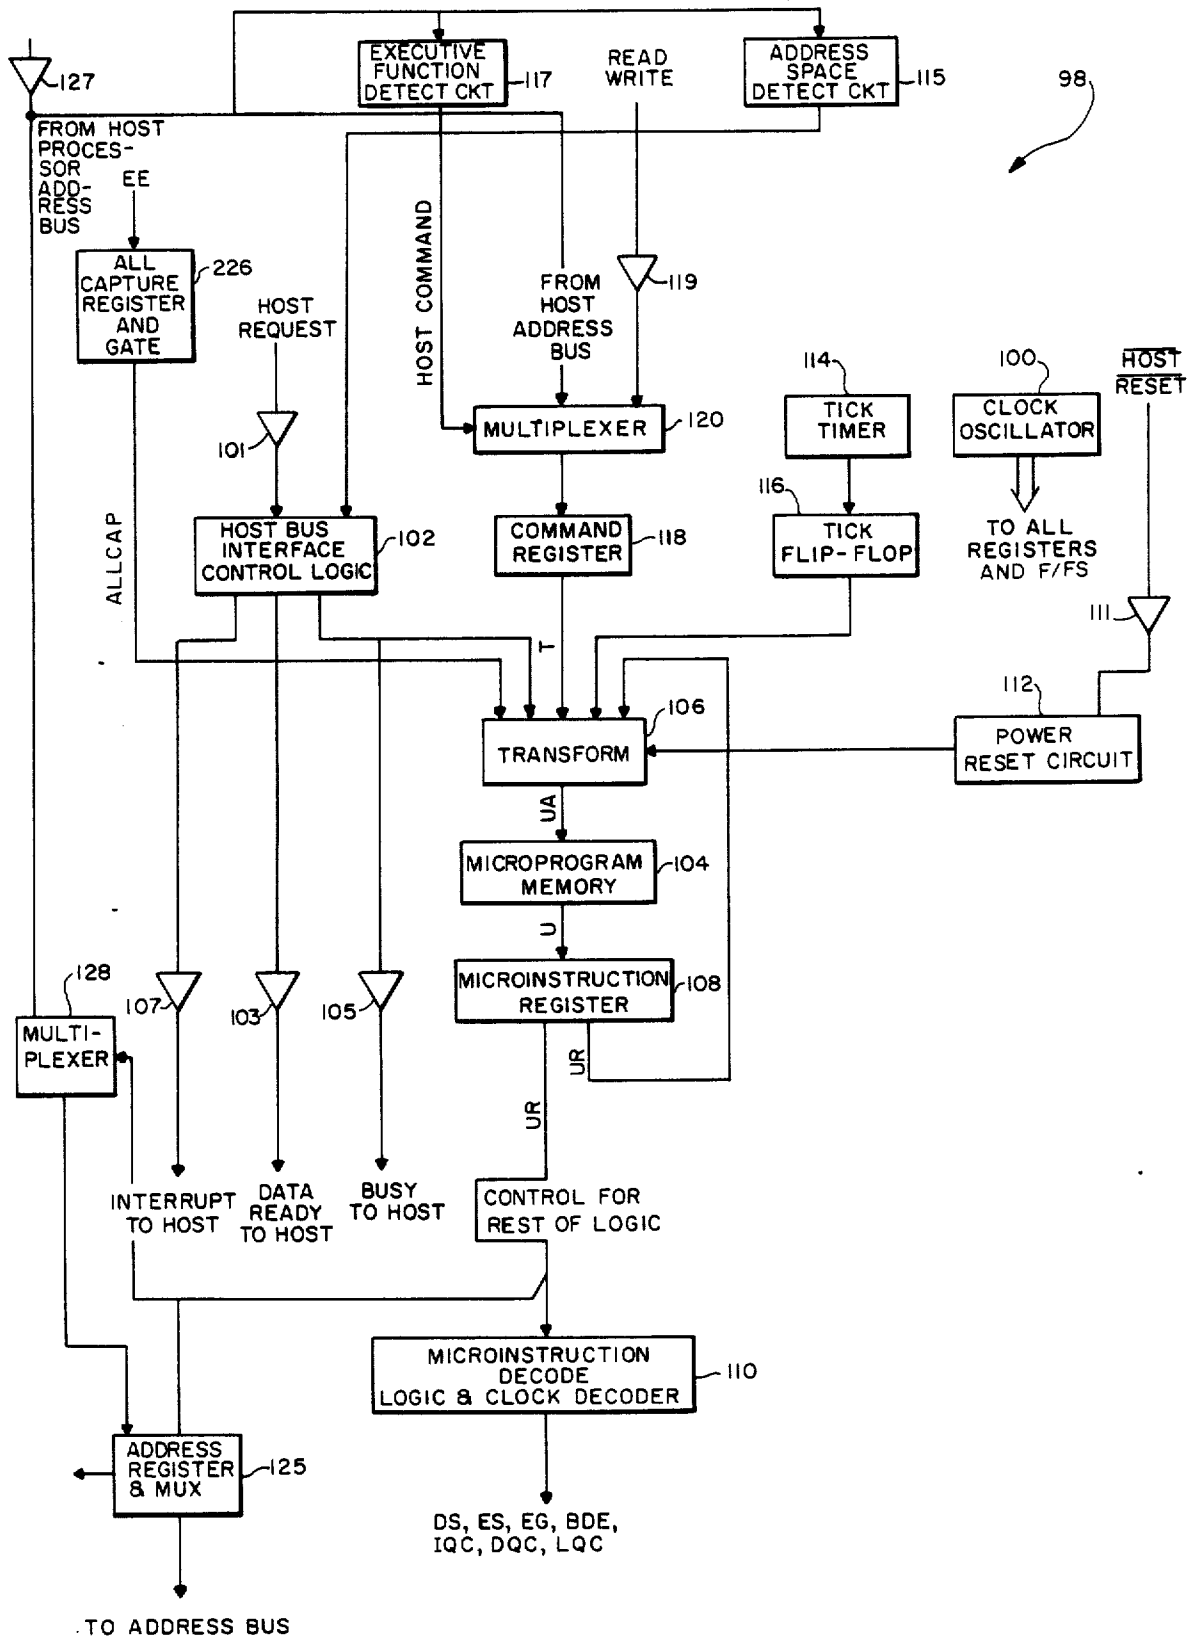 127
EXECUTIVE
FUNCTION
DETECT CKT
117
READ
WRITE
ADDRESS
SPACE
DETECT CKT
115
98
FROM HOST
PROCES-
SOR
ADD-
RESS
BUS
EE
ALL
CAPTURE
REGISTER
AND
GATE
226
HOST
REQUEST
101
HOST COMMAND
FROM
HOST
ADDRESS
BUS
119
MULTIPLEXER
120
114
TICK
TIMER
100
CLOCK
OSCILLATOR
HOST
RESET
ALLCAP
HOST BUS
INTERFACE
CONTROL LOGIC
102
COMMAND
REGISTER
118
116
TICK
FLIP-FLOP
TO ALL
REGISTERS
AND F/FS
111
T
TRANSFORM
106
112
POWER
RESET CIRCUIT
UA
MICROPROGRAM
MEMORY
104
U
MICROINSTRUCTION
REGISTER
108
128
MULTI-
PLEXER
107
103
105
UR
UR
INTERRUPT
TO HOST
DATA
READY
TO HOST
BUSY
TO HOST
CONTROL FOR
REST OF LOGIC
MICROINSTRUCTION
DECODE
LOGIC & CLOCK DECODER
110
ADDRESS
REGISTER
& MUX
125
DS, ES, EG, BDE,
IQC, DQC, LQC
TO ADDRESS BUS